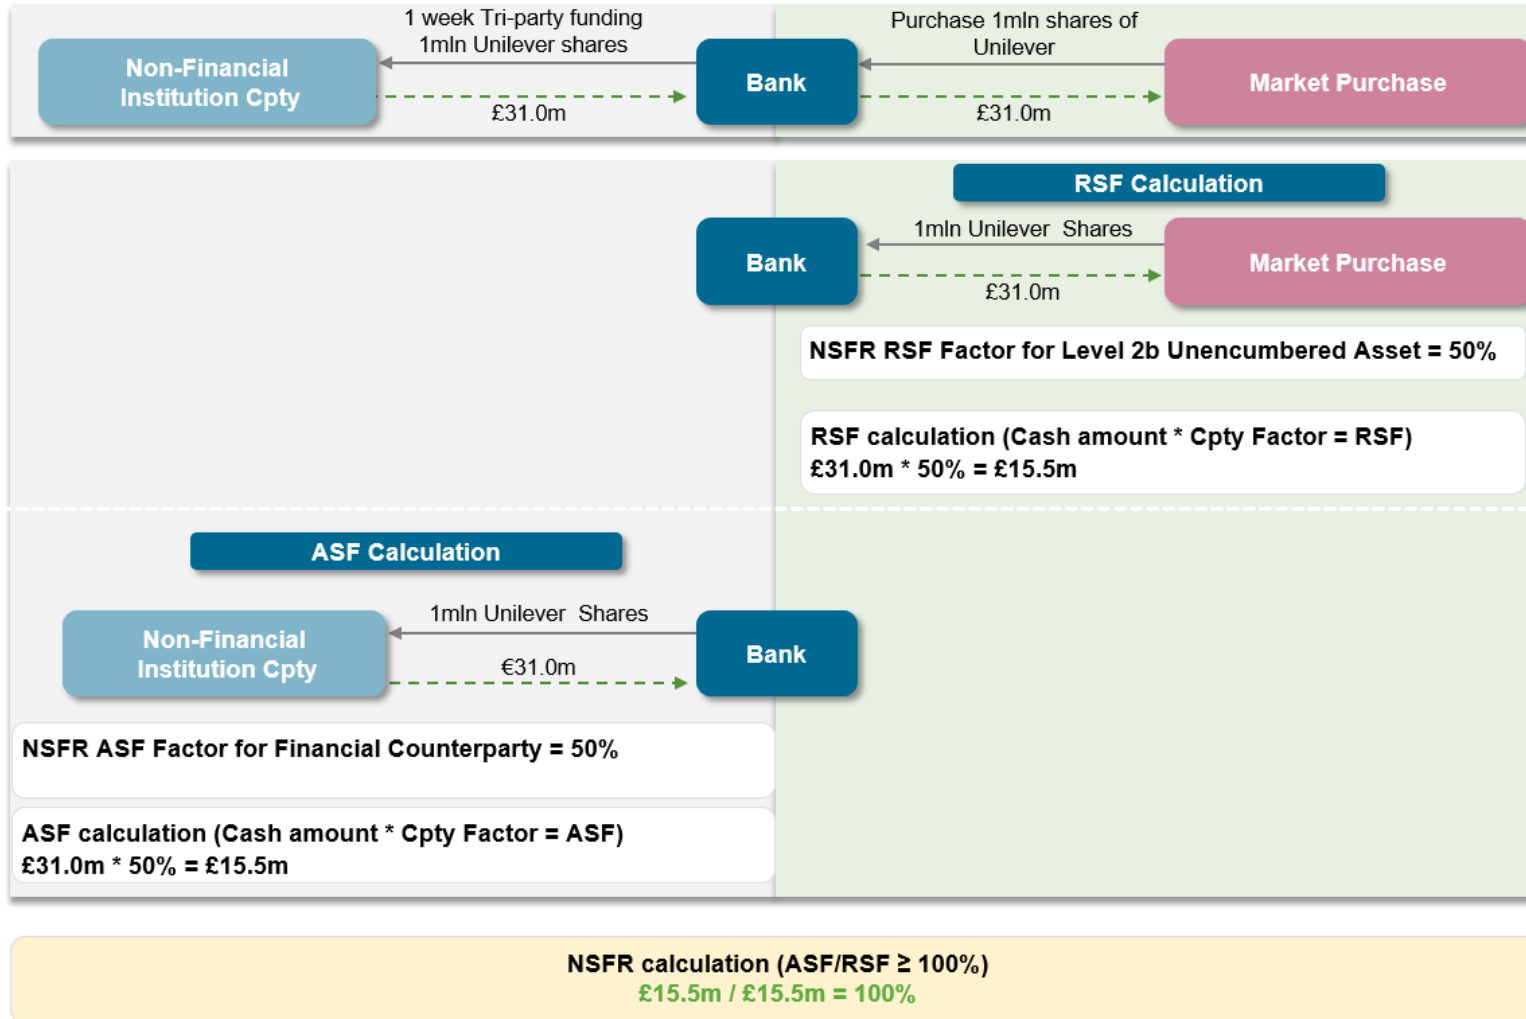 1 week Tri-party funding
1mln Unilever shares
Purchase 1mln shares of
Unilever
Non-Financial
Institution Cpty
Bank
Market Purchase
£31.0m
£31.0m
RSF Calculation
Bank
1mln Unilever  Shares
Market Purchase
£31.0m
NSFR RSF Factor for Level 2b Unencumbered Asset = 50%
RSF calculation (Cash amount * Cpty Factor = RSF)
£31.0m * 50% = £15.5m
ASF Calculation
Non-Financial
Institution Cpty
1mln Unilever  Shares
Bank
€31.0m
NSFR ASF Factor for Financial Counterparty = 50%
ASF calculation (Cash amount * Cpty Factor = ASF)
£31.0m * 50% = £15.5m
NSFR calculation (ASF/RSF ≥ 100%)
£15.5m / £15.5m = 100%